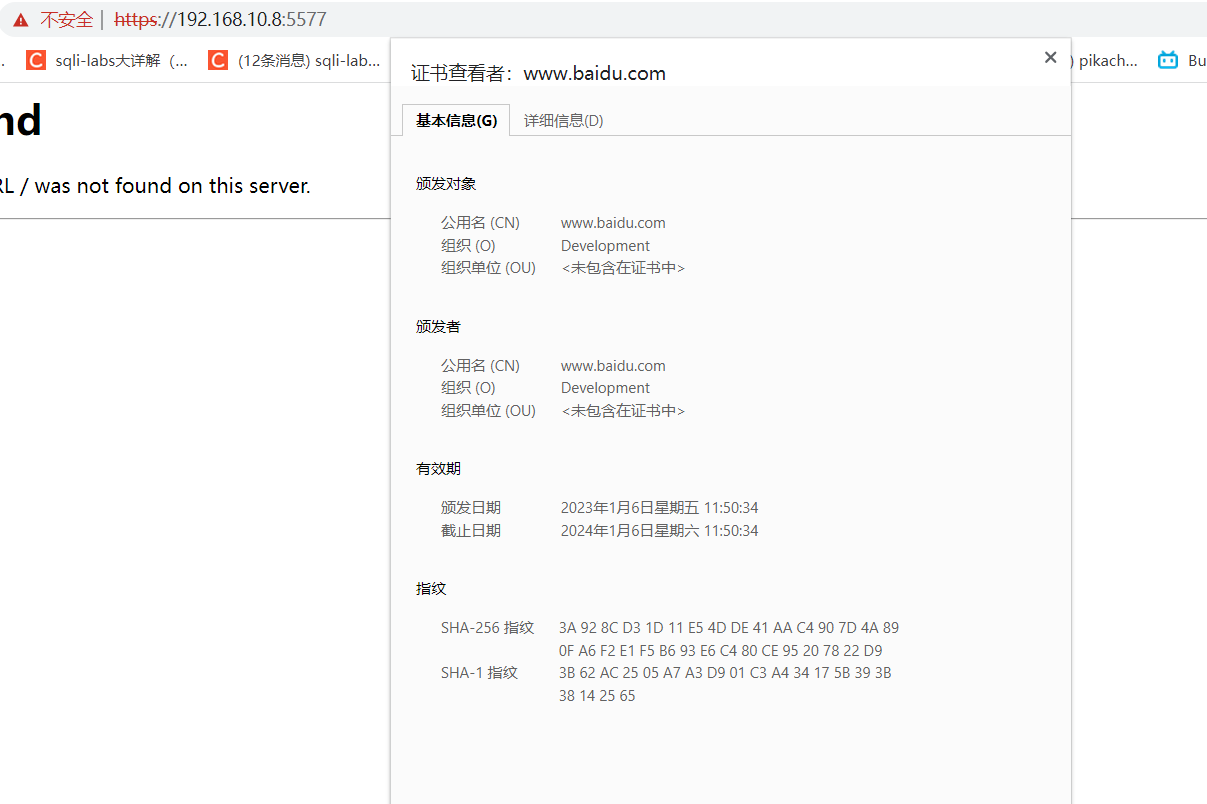 不安全 | https://192.168.10.8:5577
sqli-labs大详解（... (12条消息) sqli-lab... ) pikach... Bu
证书查看者：www.baidu.com
nd
基本信息(G) 详细信息(D)
RL / was not found on this server.
颁发对象
公用名 (CN) www.baidu.com
组织 (O) Development
组织单位 (OU) <未包含在证书中>
颁发者
公用名 (CN) www.baidu.com
组织 (O) Development
组织单位 (OU) <未包含在证书中>
有效期
颁发日期 2023年1月6日星期五 11:50:34
截止日期 2024年1月6日星期六 11:50:34
指纹
SHA-256 指纹 3A 92 8C D3 1D 11 E5 4D DE 41 AA C4 90 7D 4A 89
0F A6 F2 E1 F5 B6 93 E6 C4 80 CE 95 20 78 22 D9
SHA-1 指纹 3B 62 AC 25 05 A7 A3 D9 01 C3 A4 34 17 5B 39 3B
38 14 25 65